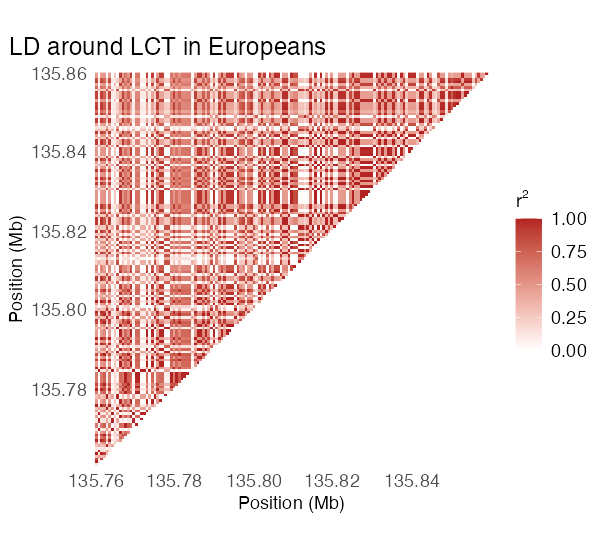 LD around LCT in Europeans
135.86
135.84
135.82
135.80
135.78
Position (Mb)
135.76 135.78 135.80 135.82 135.84
Position (Mb)
r²
1.00
0.75
0.50
0.25
0.00